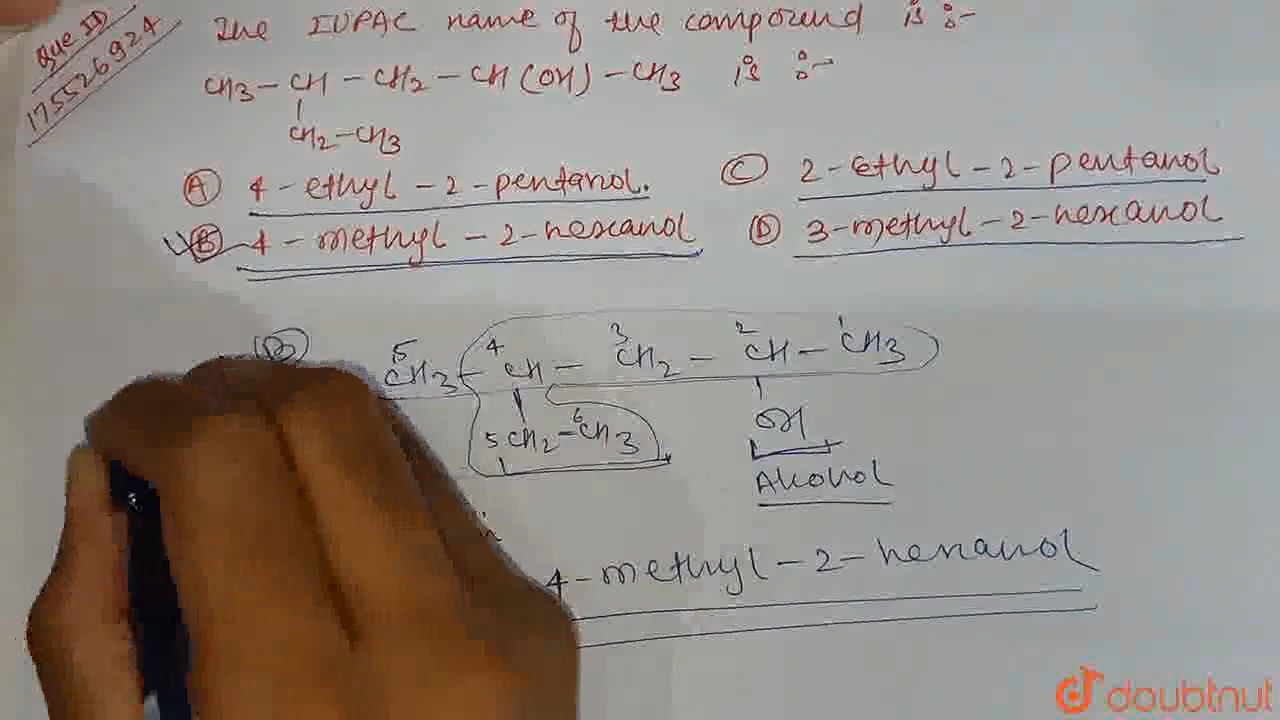 Que ID
175526924
The IUPAC name of the compound is :-
CH3 - CH - CH2 - CH (OH) - CH3 is :-
CH2 - CH3
(A) 4 - ethyl - 2 - pentanol.
(C) 2 - ethyl - 2 - pentanol
(B) 4 - methyl - 2 - hexanol
(D) 3 - methyl - 2 - hexanol
(B)
5 4 3 2 1
CH3 - CH - CH2 - CH - CH3
5 CH2 - 6 CH3
OH
Alcohol
4 - methyl - 2 - hexanol
doubtnut